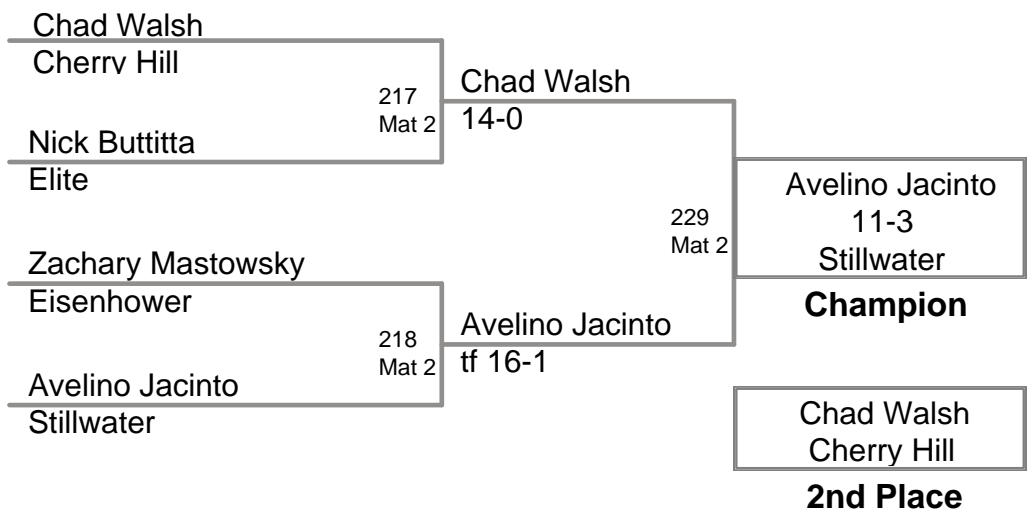 Chad Walsh
Cherry Hill
217
Mat 2
Chad Walsh
14-0
Nick Buttitta
Elite
229
Mat 2
Avelino Jacinto
11-3
Stillwater
Champion
Zachary Mastowsky
Eisenhower
218
Mat 2
Avelino Jacinto
tf 16-1
Avelino Jacinto
Stillwater
Chad Walsh
Cherry Hill
2nd Place